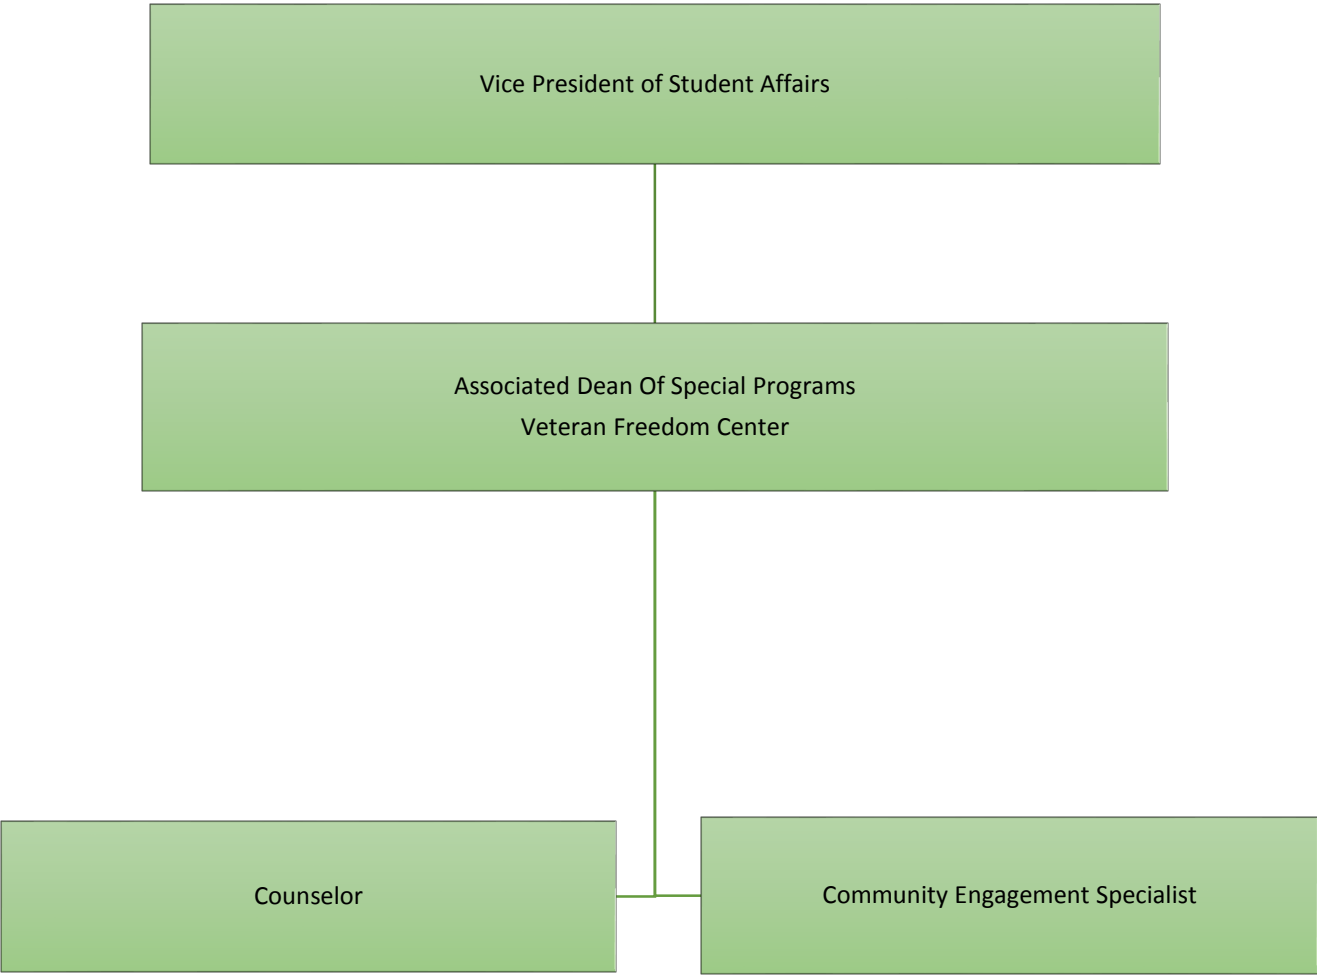 Vice President of Student Affairs
Associated Dean Of Special Programs
Veteran Freedom Center
Counselor
Community Engagement Specialist